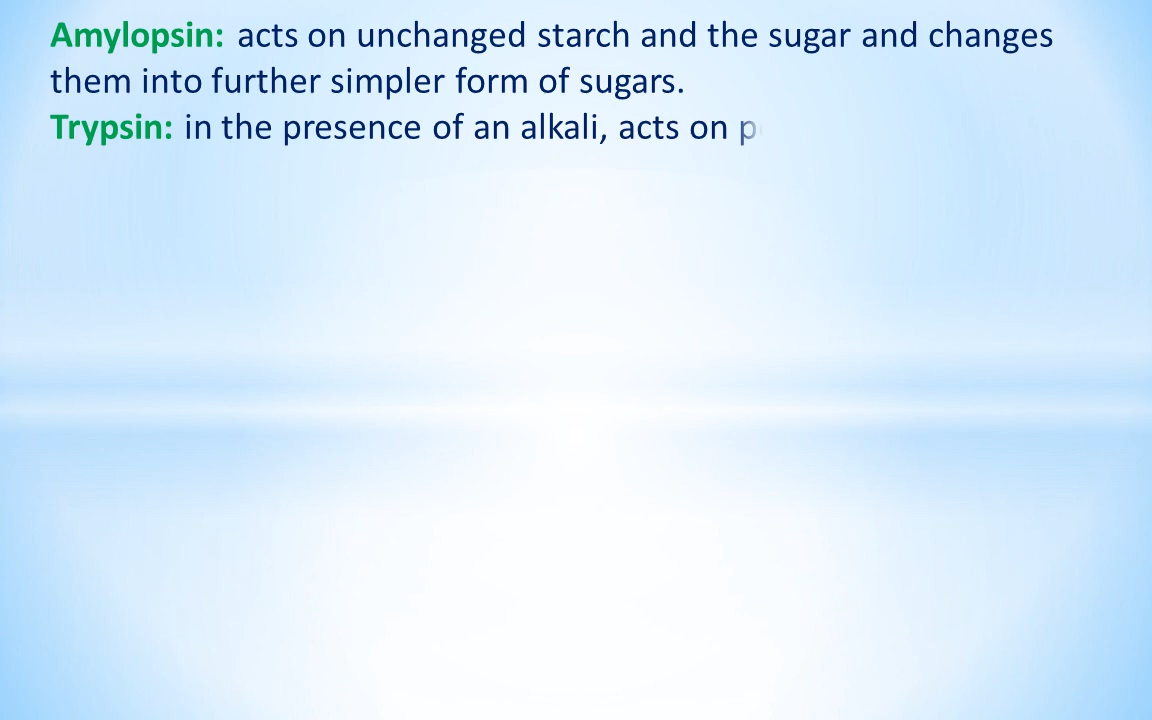 Amylopsin: acts on unchanged starch and the sugar and changes
them into further simpler form of sugars.
Trypsin: in the presence of an alkali, acts on